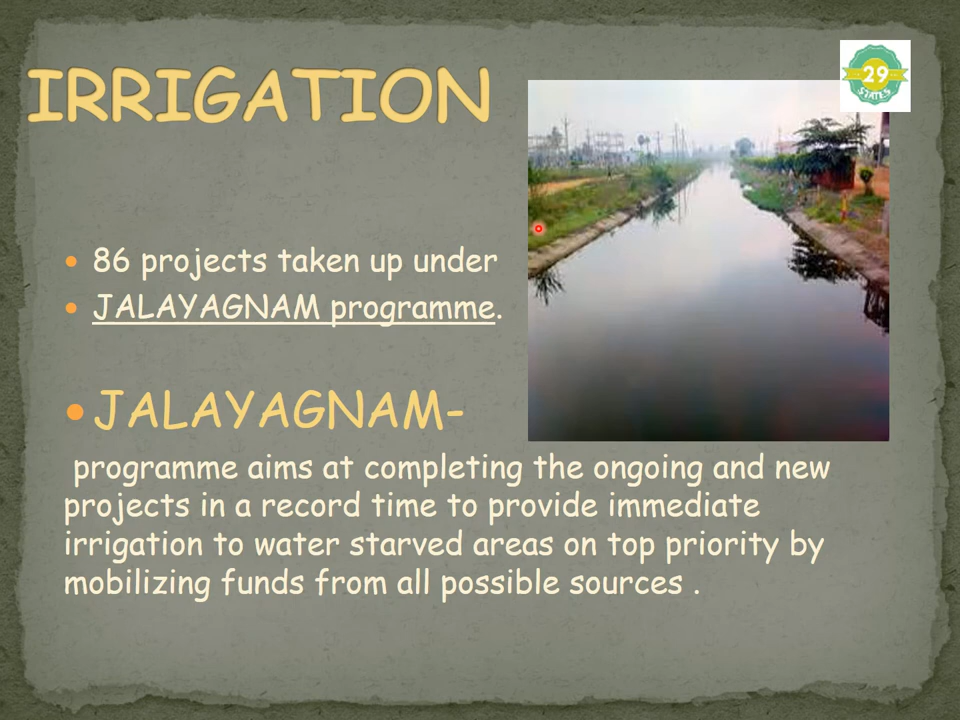 IRRIGATION
29
STATES
86 projects taken up under
JALAYAGNAM programme.
JALAYAGNAM-
programme aims at completing the ongoing and new
projects in a record time to provide immediate
irrigation to water starved areas on top priority by
mobilizing funds from all possible sources .